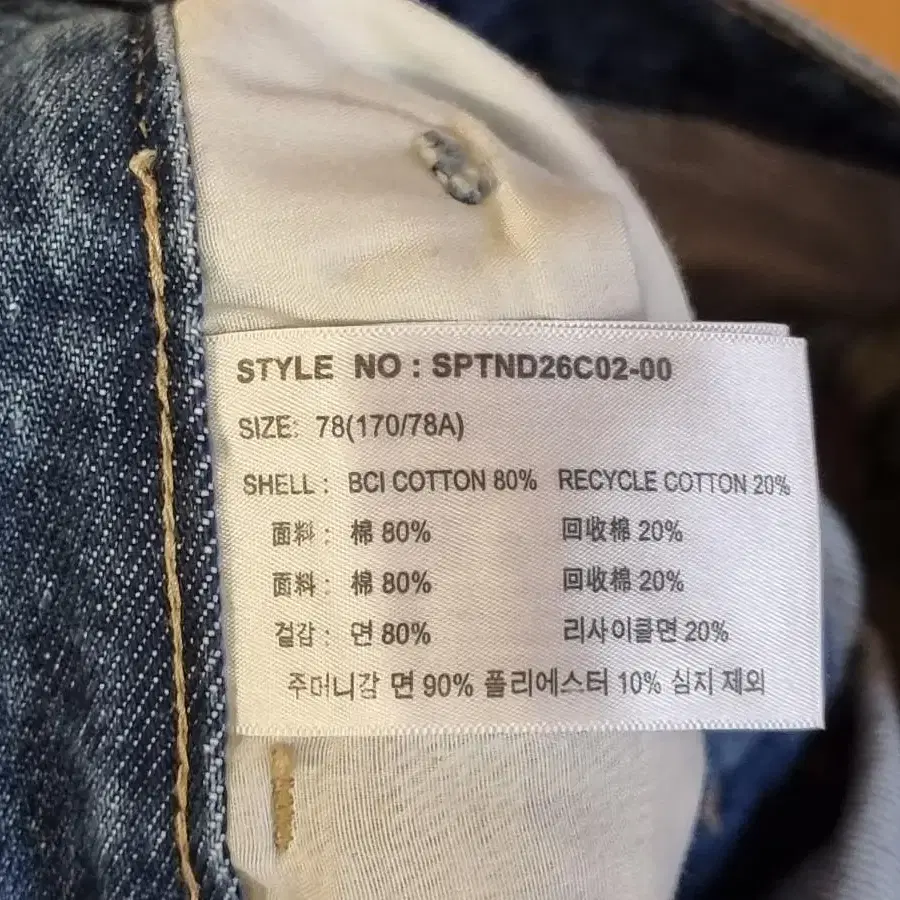 STYLE NO : SPTND26C02-00
SIZE: 78(170/78A)
SHELL : BCI COTTON 80% RECYCLE COTTON 20%
面料 : 棉 80% 回收棉 20%
面料 : 棉 80% 回收棉 20%
겉감 : 면 80% 리사이클면 20%
주머니감 면 90% 폴리에스터 10% 심지 제외